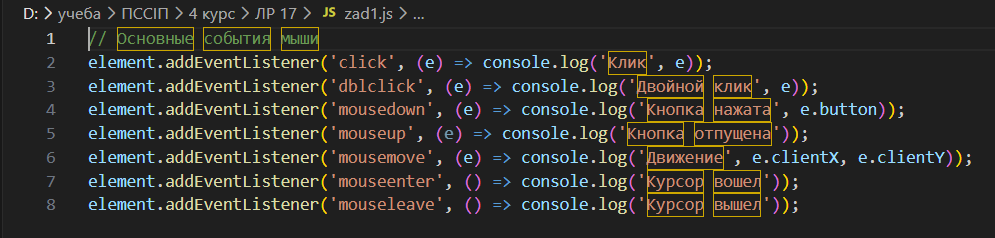 D: > учеба > ПССІП > 4 курс > ЛР 17 > JS zad1.js > ...
1 // Основные события мыши
2 element.addEventListener('click', (e) => console.log('Клик', e));
3 element.addEventListener('dblclick', (e) => console.log('Двойной клик', e));
4 element.addEventListener('mousedown', (e) => console.log('Кнопка нажата', e.button));
5 element.addEventListener('mouseup', (e) => console.log('Кнопка отпущена'));
6 element.addEventListener('mousemove', (e) => console.log('Движение', e.clientX, e.clientY));
7 element.addEventListener('mouseenter', () => console.log('Курсор вошел'));
8 element.addEventListener('mouseleave', () => console.log('Курсор вышел'));